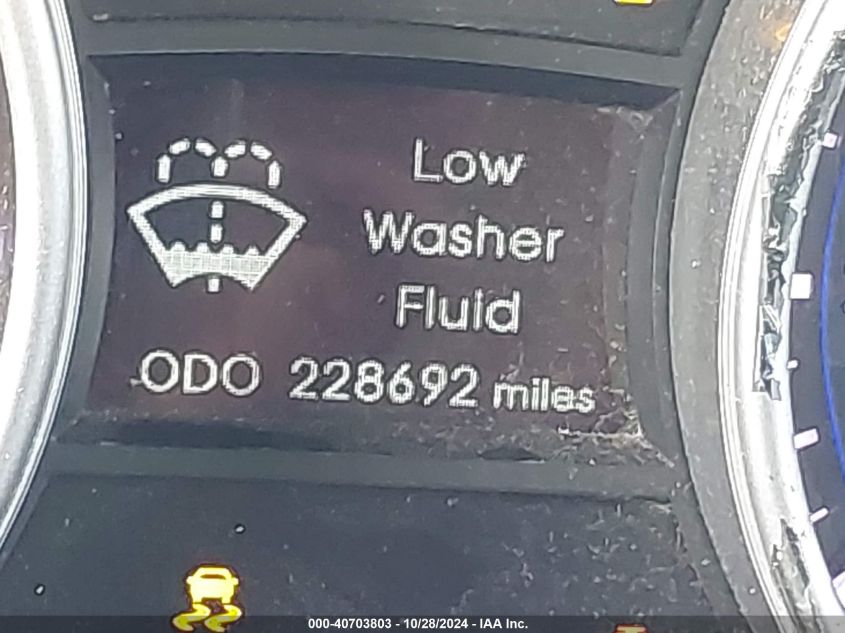 Low
Washer
Fluid
ODO 228692 miles
000-40703803 - 10/28/2024 - IAA Inc.